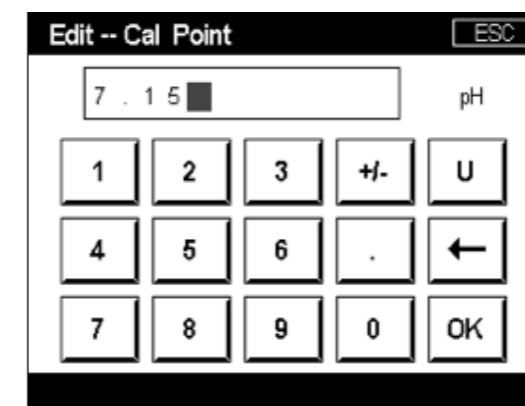 Edit -- Cal Point ESC
7 . 1 5 pH
1 2 3 +/- U
4 5 6 . ←
7 8 9 0 OK